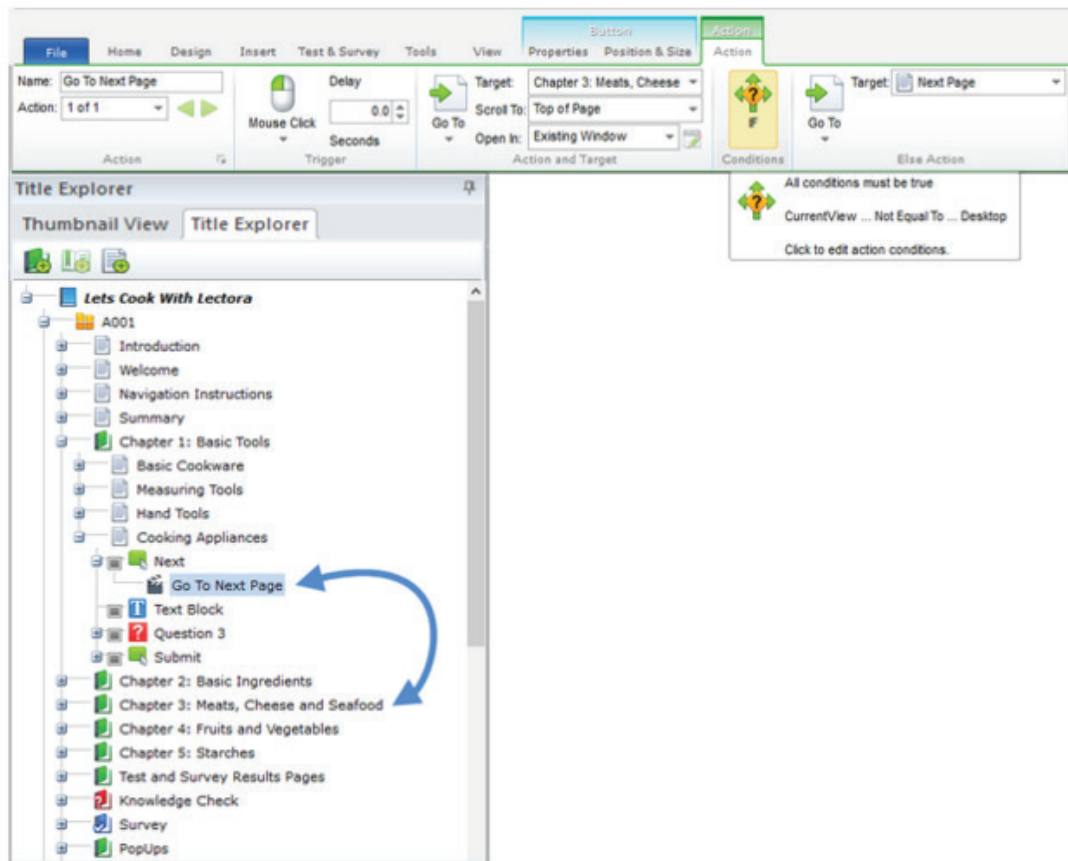 Button
Action
File Home Design Insert Test & Survey Tools View Properties Position & Size Action
Name: Go To Next Page
Action: 1 of 1
Action
Mouse Click
Delay
0.0
Seconds
Trigger
Go To
Target: Chapter 3: Meats, Cheese
Scroll To: Top of Page
Open In: Existing Window
Action and Target
IF
Conditions
Go To
Target: Next Page
Else Action
All conditions must be true
CurrentView ... Not Equal To ... Desktop
Click to edit action conditions.
Title Explorer
Thumbnail View Title Explorer
Lets Cook With Lectora
A001
Introduction
Welcome
Navigation Instructions
Summary
Chapter 1: Basic Tools
Basic Cookware
Measuring Tools
Hand Tools
Cooking Appliances
Next
Go To Next Page
Text Block
Question 3
Submit
Chapter 2: Basic Ingredients
Chapter 3: Meats, Cheese and Seafood
Chapter 4: Fruits and Vegetables
Chapter 5: Starches
Test and Survey Results Pages
Knowledge Check
Survey
PopUps